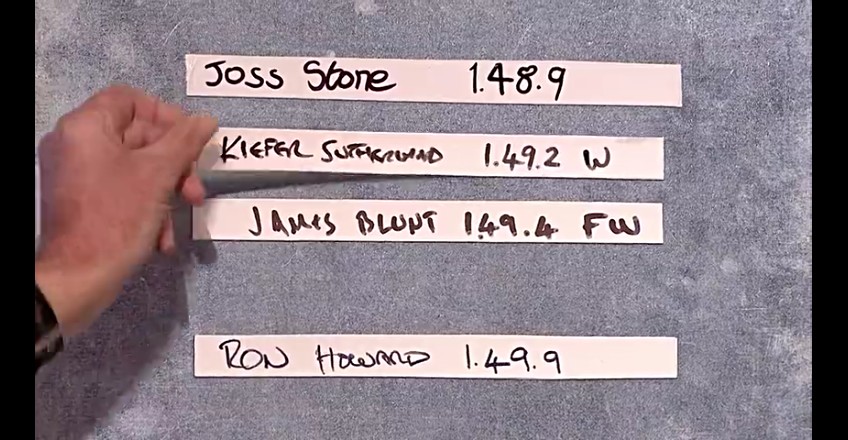 Joss Stone 1.48.9
KIEFER SUTHERLAND 1.49.2 W
JAMES BLUNT 1.49.4 FW
RON HOWARD 1.49.9